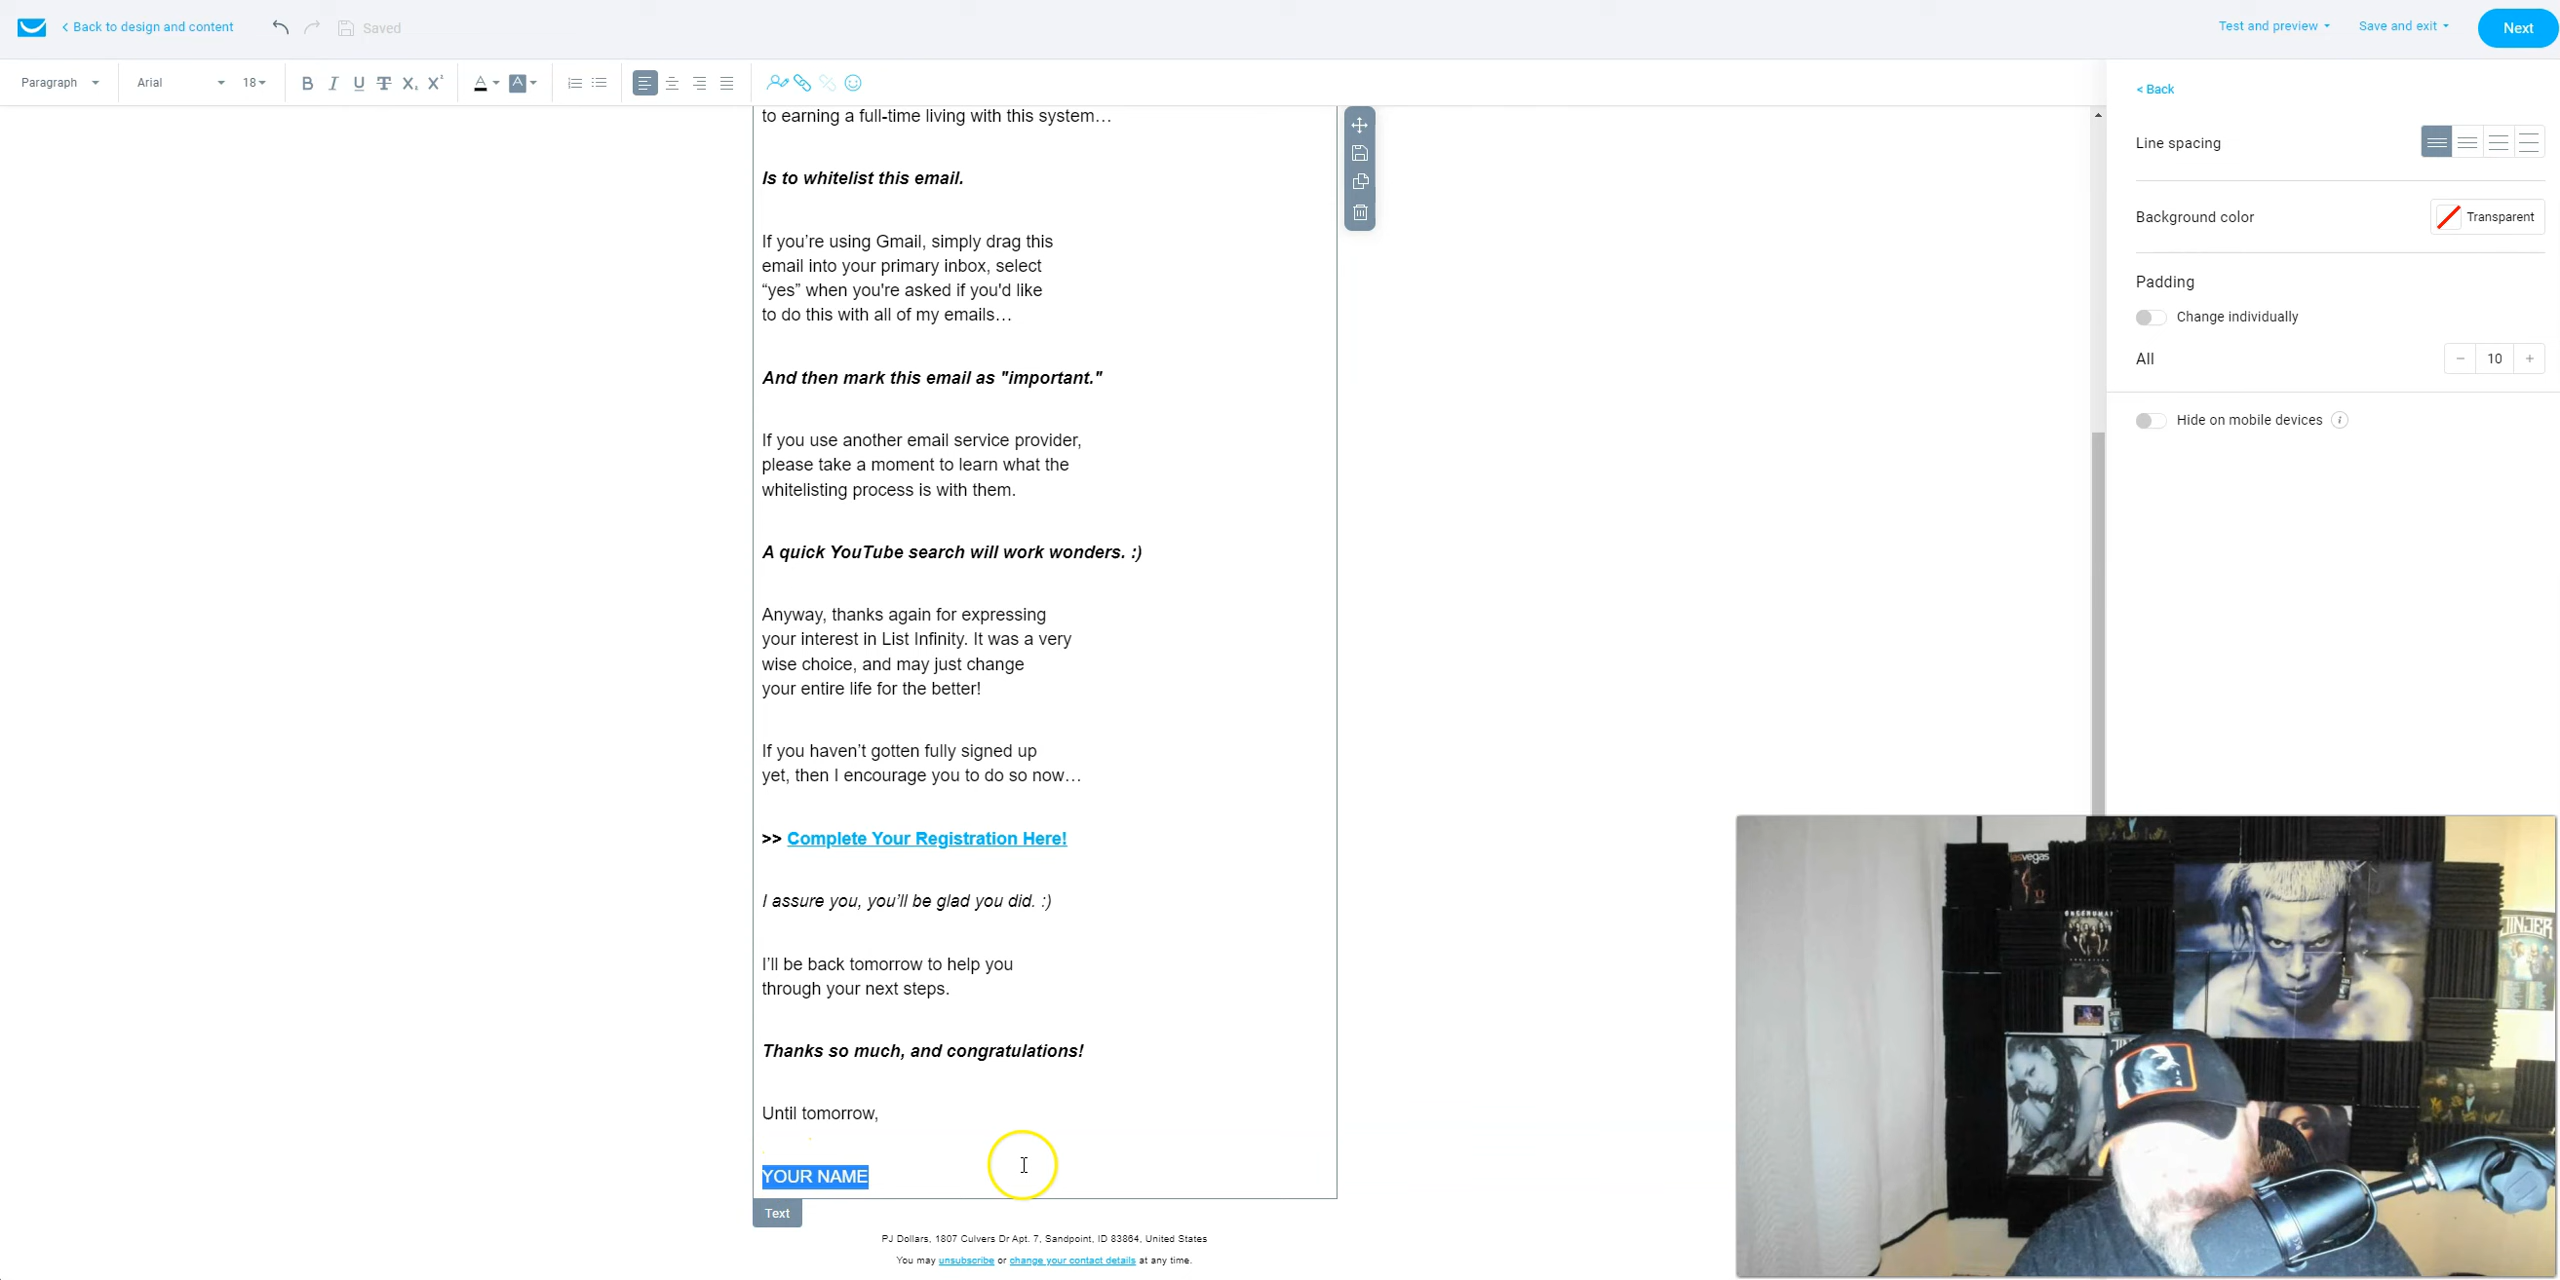 < Back to design and content
Saved
Test and preview
Save and exit
Next
Paragraph
Arial
18
< Back
to earning a full-time living with this system…
Is to whitelist this email.
If you’re using Gmail, simply drag this
email into your primary inbox, select
“yes” when you're asked if you'd like
to do this with all of my emails…
And then mark this email as "important."
If you use another email service provider,
please take a moment to learn what the
whitelisting process is with them.
A quick YouTube search will work wonders. :)
Anyway, thanks again for expressing
your interest in List Infinity. It was a very
wise choice, and may just change
your entire life for the better!
If you haven’t gotten fully signed up
yet, then I encourage you to do so now…
>> Complete Your Registration Here!
I assure you, you’ll be glad you did. :)
I’ll be back tomorrow to help you
through your next steps.
Thanks so much, and congratulations!
Until tomorrow,
YOUR NAME
Text
PJ Dollars, 1807 Culvers Dr Apt. 7, Sandpoint, ID 83864, United States
You may unsubscribe or change your contact details at any time.
Line spacing
Background color
Transparent
Padding
Change individually
All
10
Hide on mobile devices
JINJER